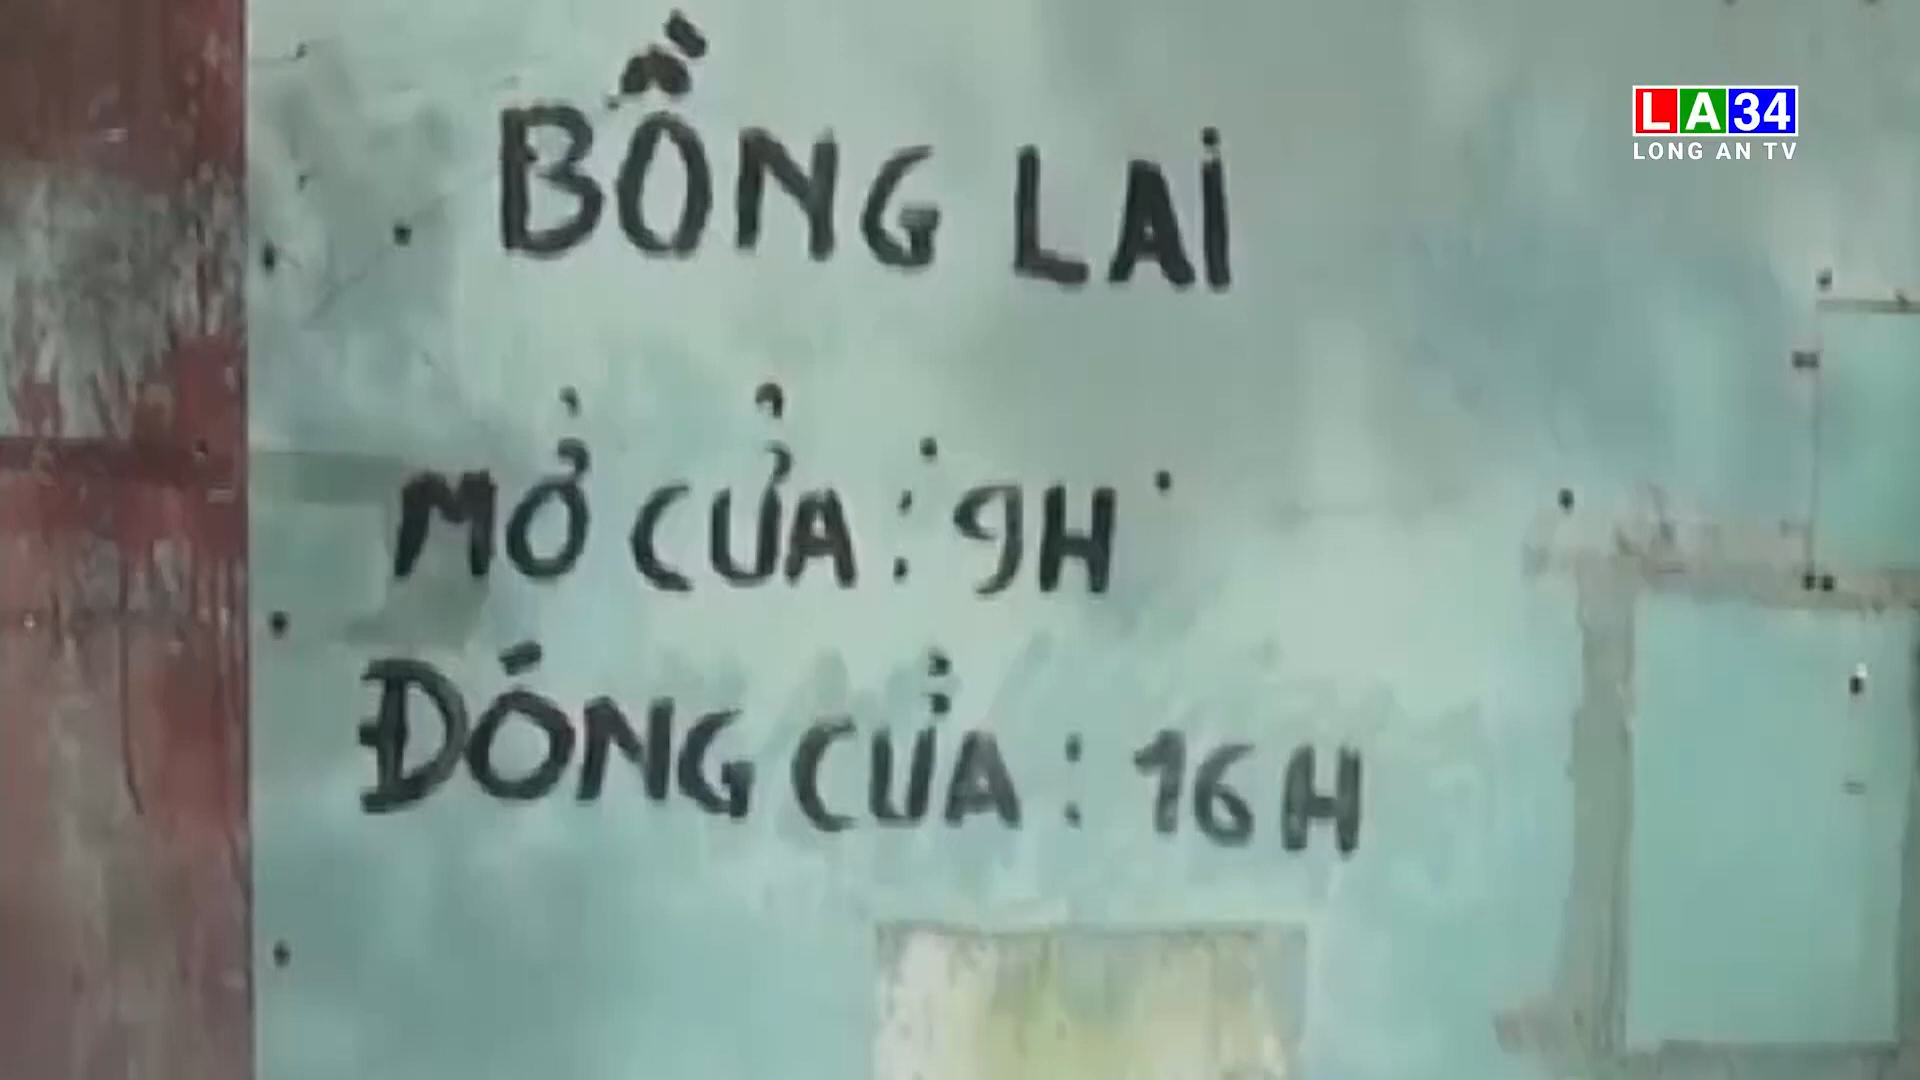 LA34
LONG AN TV
BỒNG LAI
MỞ CỬA: 9H
ĐÓNG CỬA: 16H